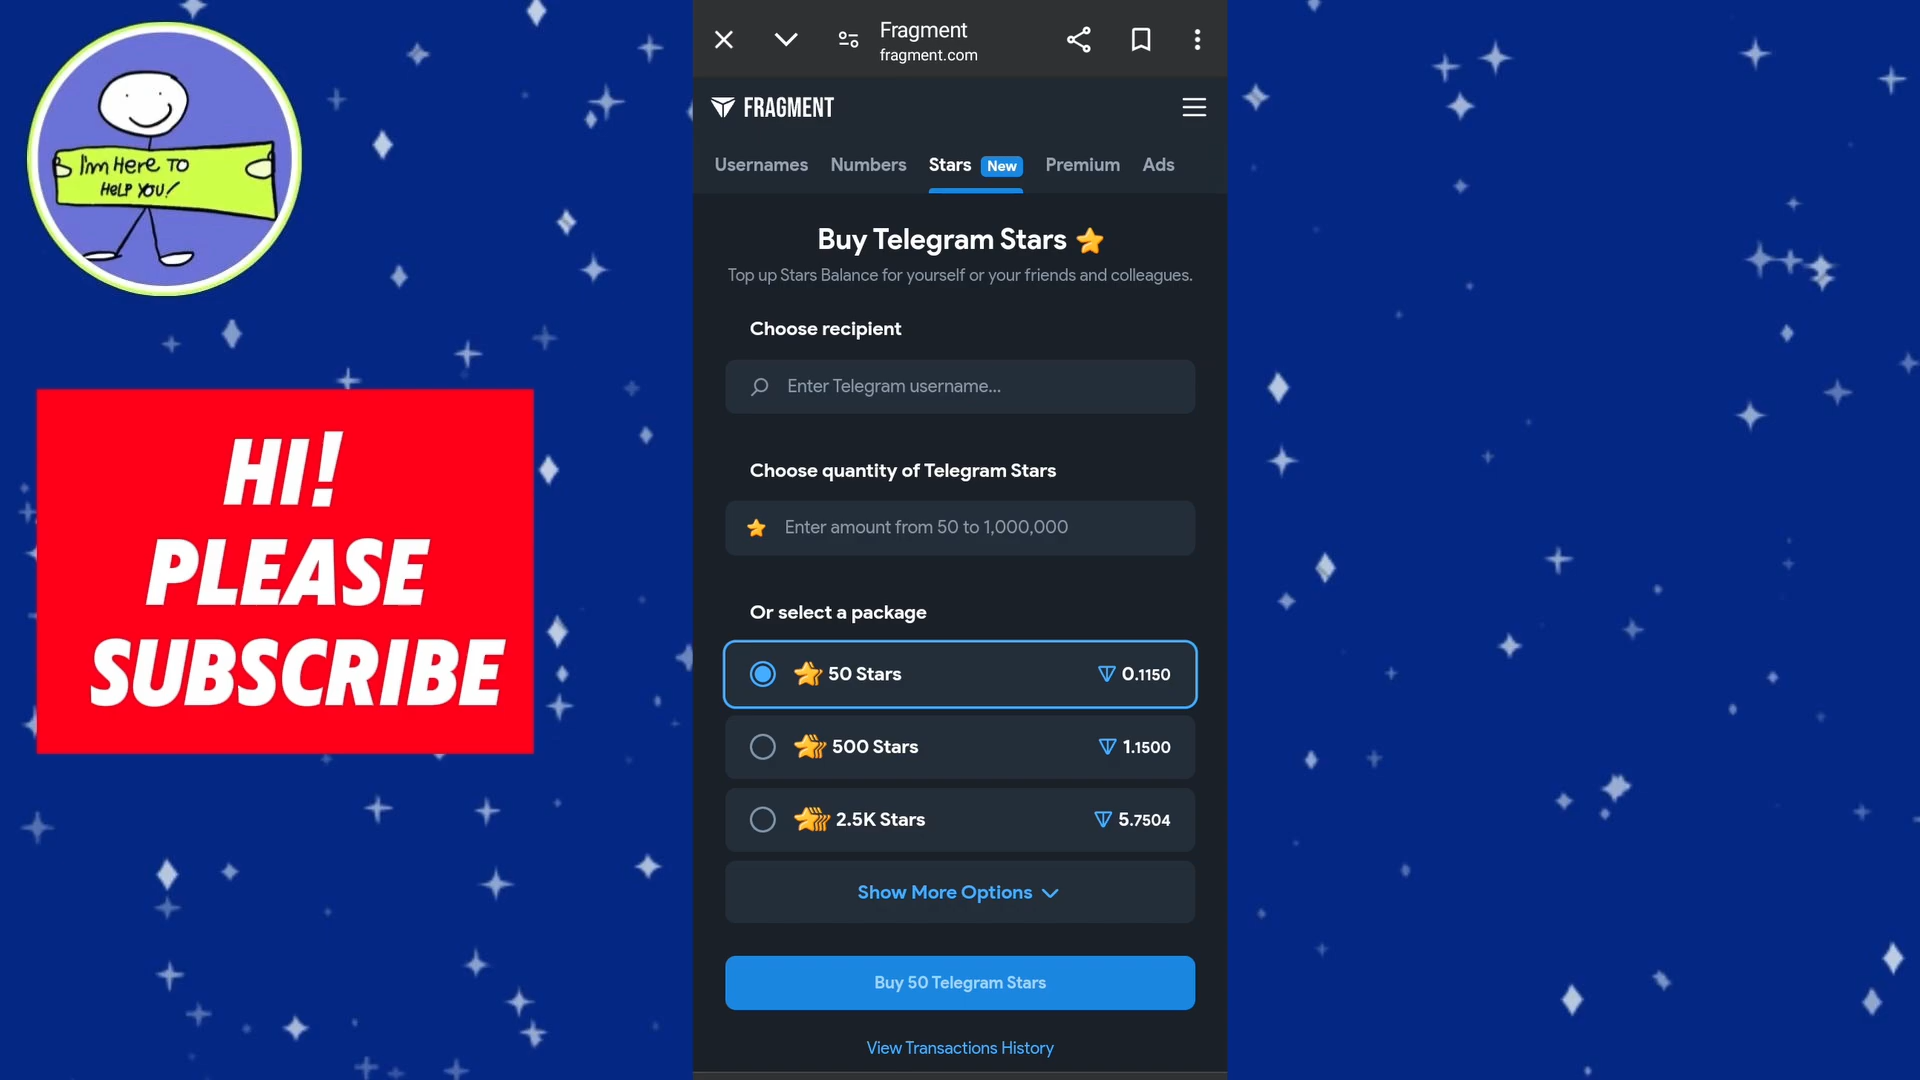 I'm HERE TO
HELP YOU!
HI!
PLEASE
SUBSCRIBE
Fragment
fragment.com
FRAGMENT
Usernames Numbers Stars New Premium Ads
Buy Telegram Stars
Top up Stars Balance for yourself or your friends and colleagues.
Choose recipient
Enter Telegram username...
Choose quantity of Telegram Stars
Enter amount from 50 to 1,000,000
Or select a package
50 Stars 0.1150
500 Stars 1.1500
2.5K Stars 5.7504
Show More Options
Buy 50 Telegram Stars
View Transactions History